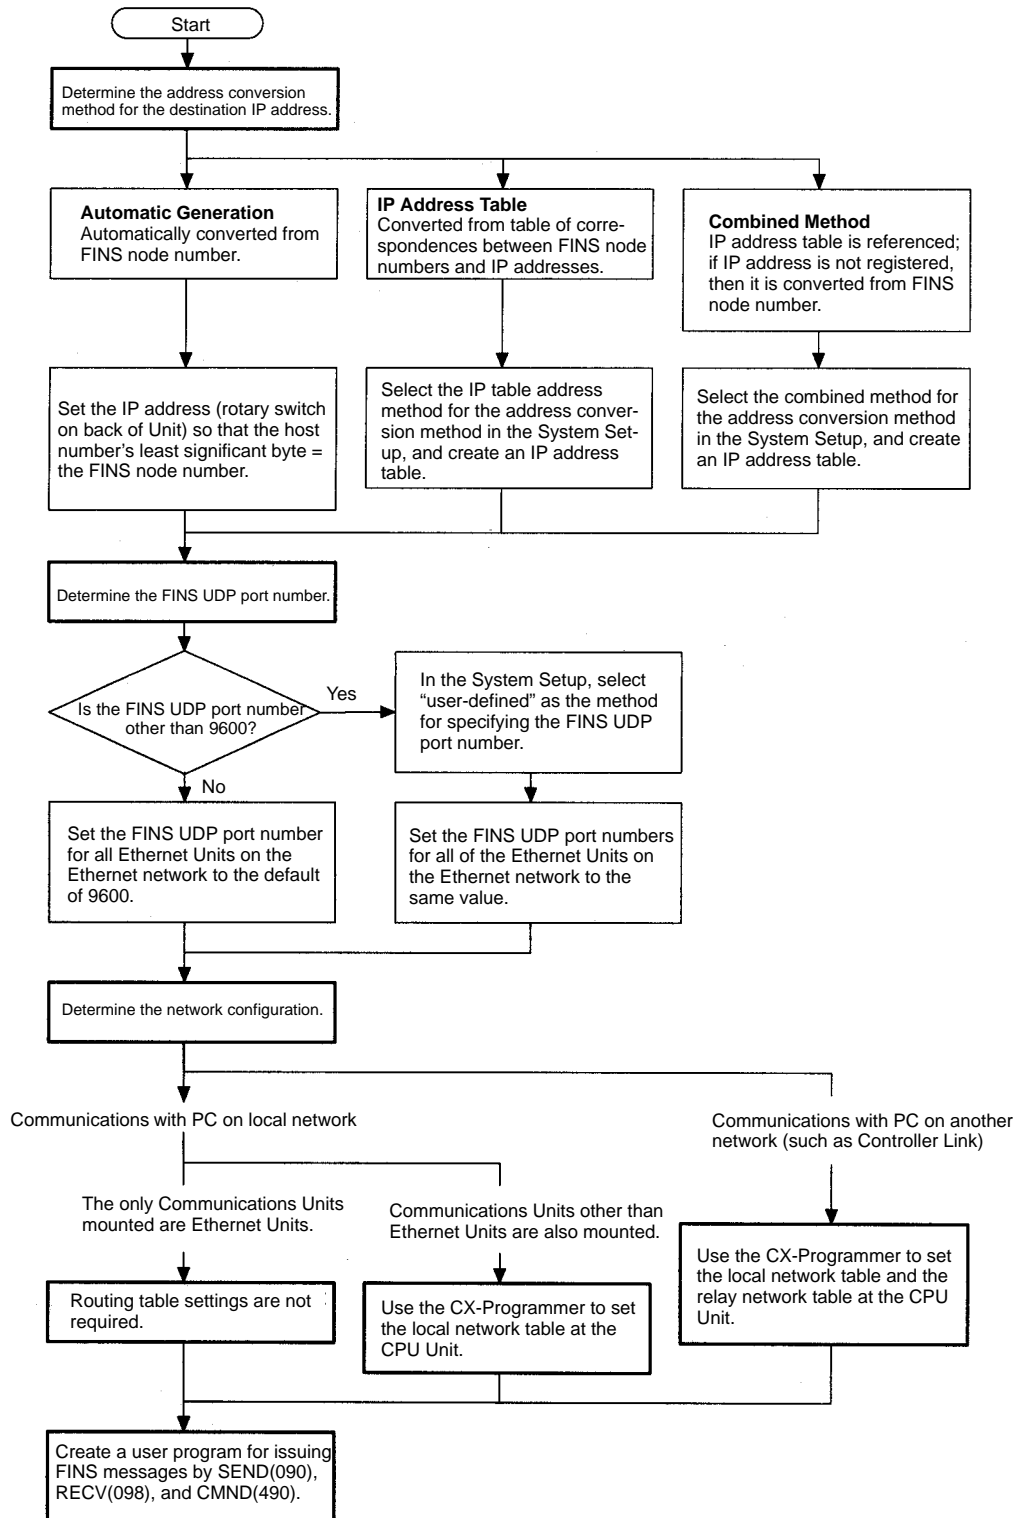 Start
Determine the address conversion
method for the destination IP address.
Automatic Generation
Automatically converted from
FINS node number.
IP Address Table
Converted from table of corre-
spondences between FINS node
numbers and IP addresses.
Combined Method
IP address table is referenced;
if IP address is not registered,
then it is converted from FINS
node number.
Set the IP address (rotary switch
on back of Unit) so that the host
number's least significant byte =
the FINS node number.
Select the IP table address
method for the address conver-
sion method in the System Set-
up, and create an IP address
table.
Select the combined method for
the address conversion method
in the System Setup, and create
an IP address table.
Determine the FINS UDP port number.
Is the FINS UDP port number
other than 9600?
Yes
In the System Setup, select
“user-defined” as the method
for specifying the FINS UDP
port number.
No
Set the FINS UDP port number
for all Ethernet Units on the
Ethernet network to the default
of 9600.
Set the FINS UDP port numbers
for all of the Ethernet Units on
the Ethernet network to the
same value.
Determine the network configuration.
Communications with PC on local network
Communications with PC on another
network (such as Controller Link)
The only Communications Units
mounted are Ethernet Units.
Communications Units other than
Ethernet Units are also mounted.
Routing table settings are not
required.
Use the CX-Programmer to set
the local network table at the
CPU Unit.
Use the CX-Programmer to set
the local network table and the
relay network table at the CPU
Unit.
Create a user program for issuing
FINS messages by SEND(090),
RECV(098), and CMND(490).